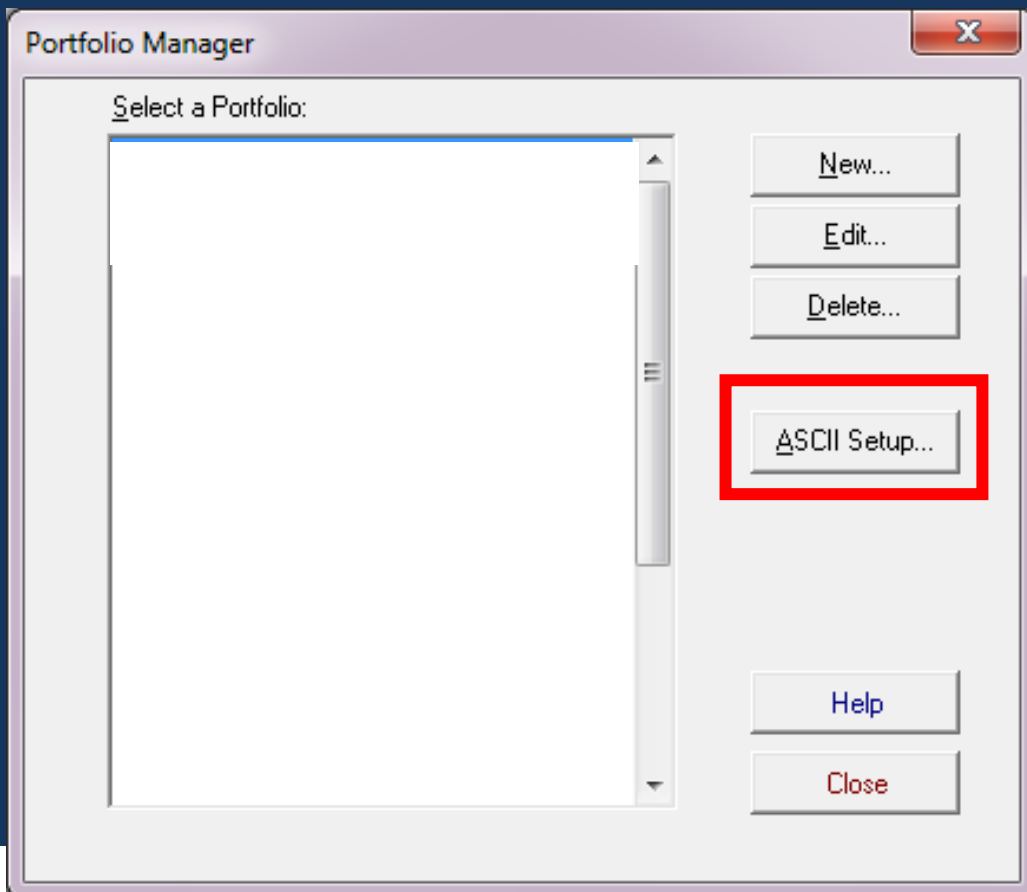 Portfolio Manager
Select a Portfolio:
New...
Edit...
Delete...
ASCII Setup...
Help
Close